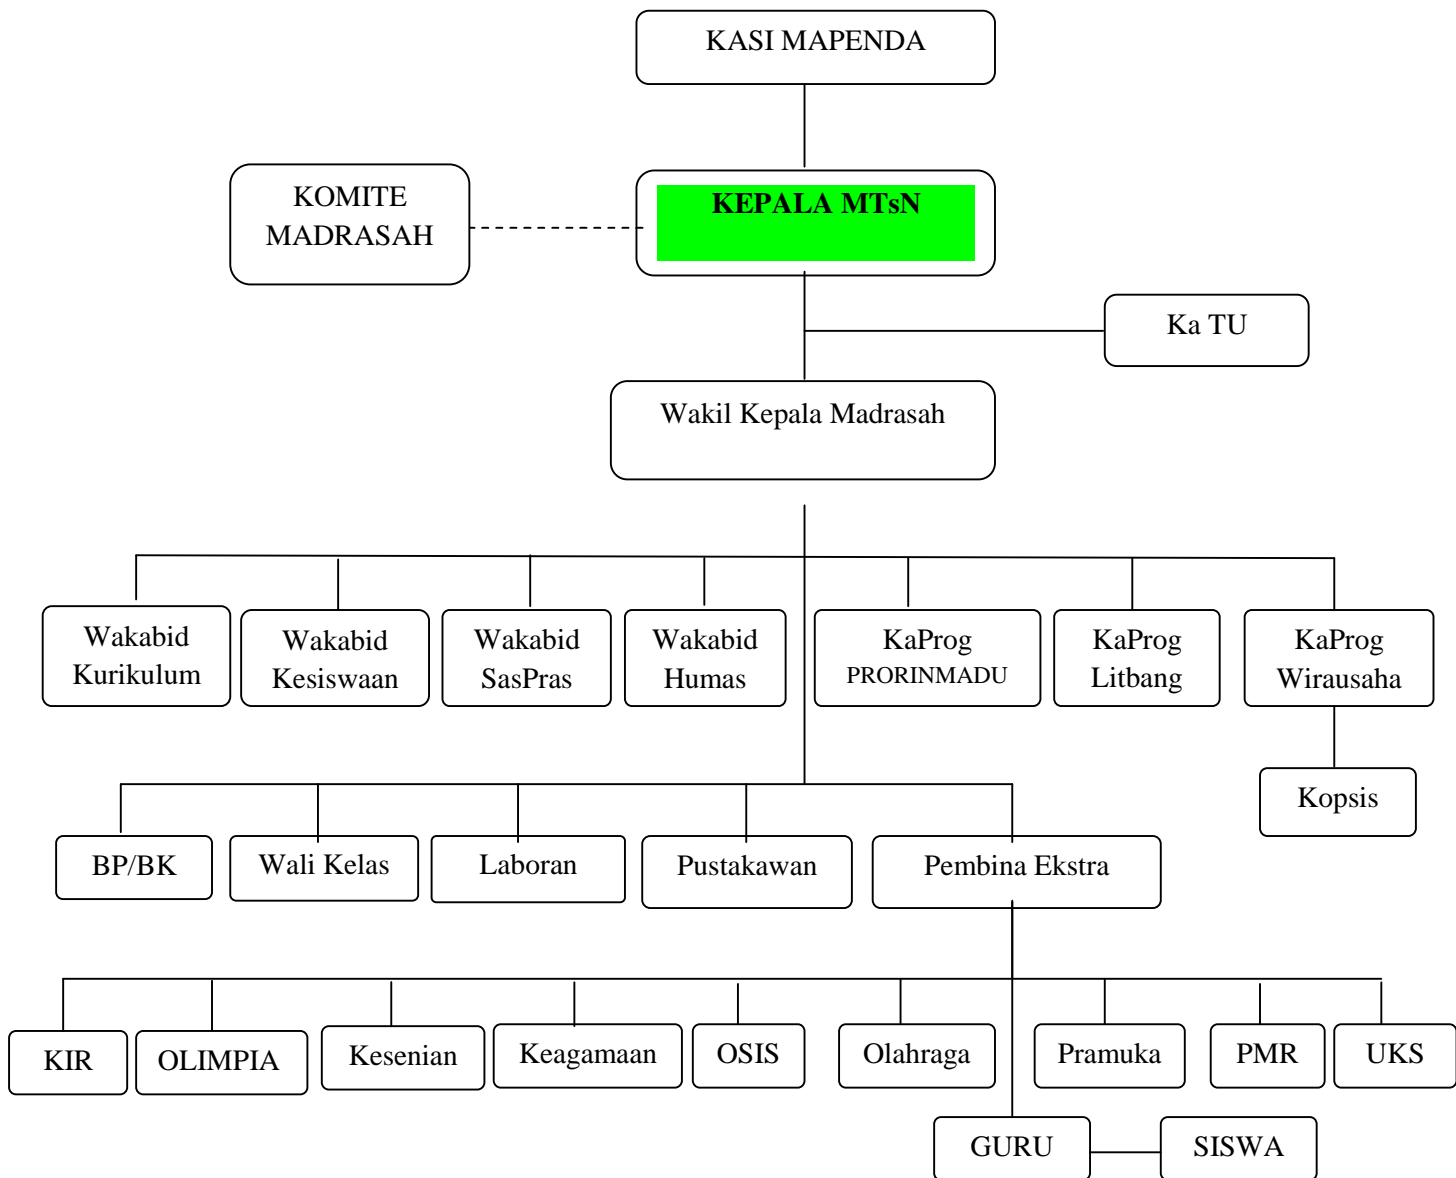 KASI MAPENDA
KOMITE
MADRASAH
KEPALA MTsN
Ka TU
Wakil Kepala Madrasah
Wakabid
Kurikulum
Wakabid
Kesiswaan
Wakabid
SasPras
Wakabid
Humas
KaProg
PRORINMADU
KaProg
Litbang
KaProg
Wirausaha
Kopsis
BP/BK
Wali Kelas
Laboran
Pustakawan
Pembina Ekstra
KIR
OLIMPIA
Kesenian
Keagamaan
OSIS
Olahraga
Pramuka
PMR
UKS
GURU
SISWA